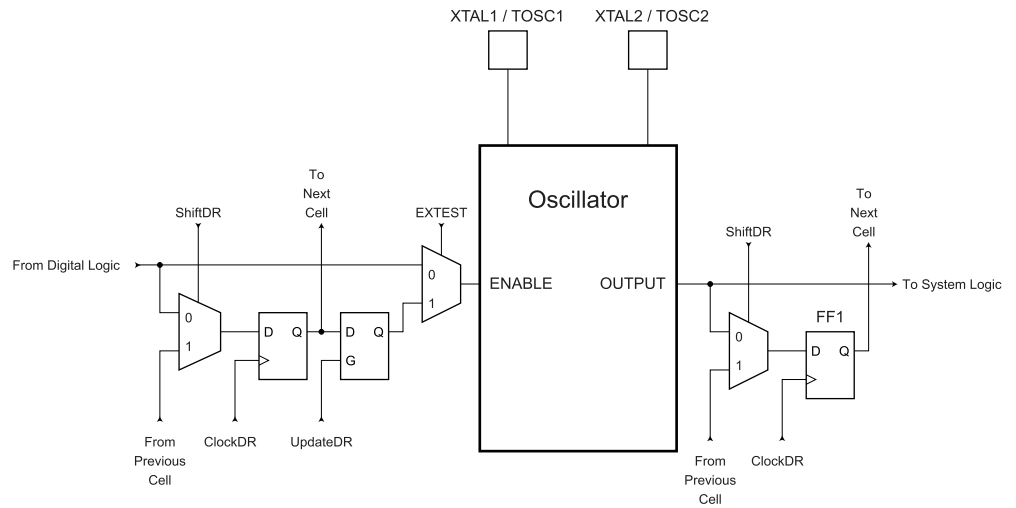 XTAL1 / TOSC1
XTAL2 / TOSC2
To
Next
Cell
ShiftDR
EXTEST
Oscillator
To
Next
Cell
ShiftDR
From Digital Logic
0
1
ENABLE
OUTPUT
To System Logic
0
1
D
Q
D
Q
G
FF1
0
1
D
Q
From
Previous
Cell
ClockDR
UpdateDR
From
Previous
Cell
ClockDR